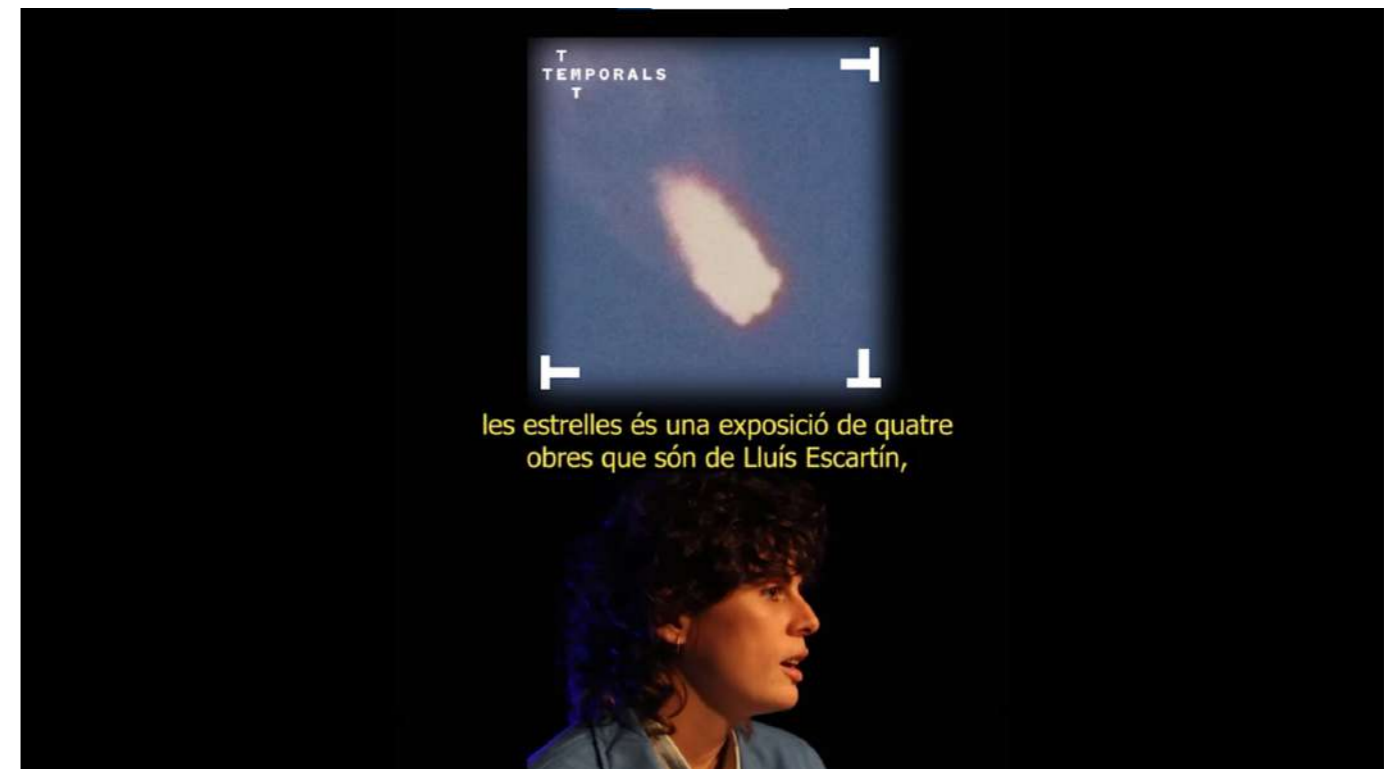 T
TEMPORALS
T
T
T
T
les estrelles és una exposició de quatre
obres que són de Lluís Escartín,